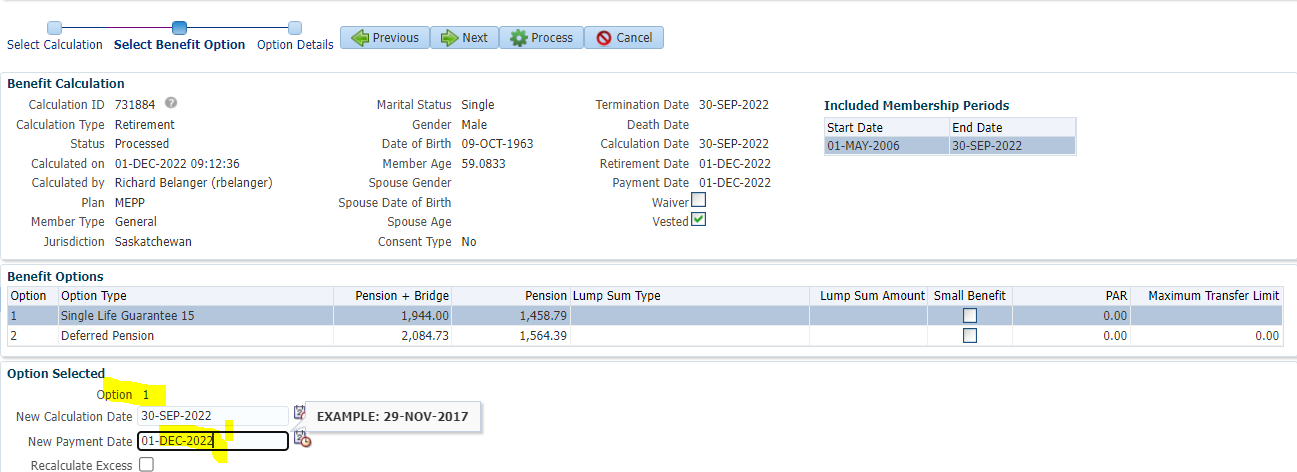 Select Calculation Select Benefit Option Option Details Previous Next Process Cancel
Benefit Calculation
Calculation ID 731884 Marital Status Single Termination Date 30-SEP-2022 Included Membership Periods
Calculation Type Retirement Gender Male Death Date Start Date End Date
Status Processed Date of Birth 09-OCT-1963 Calculation Date 30-SEP-2022 01-MAY-2006 30-SEP-2022
Calculated on 01-DEC-2022 09:12:36 Member Age 59.0833 Retirement Date 01-DEC-2022
Calculated by Richard Belanger (rbelanger) Spouse Gender Payment Date 01-DEC-2022
Plan MEPP Spouse Date of Birth Waiver
Member Type General Spouse Age Vested
Jurisdiction Saskatchewan Consent Type No
Benefit Options
Option Option Type Pension + Bridge Pension Lump Sum Type Lump Sum Amount Small Benefit PAR Maximum Transfer Limit
1 Single Life Guarantee 15 1,944.00 1,458.79 0.00
2 Deferred Pension 2,084.73 1,564.39 0.00 0.00
Option Selected
Option 1
New Calculation Date 30-SEP-2022 EXAMPLE: 29-NOV-2017
New Payment Date 01-DEC-2022
Recalculate Excess